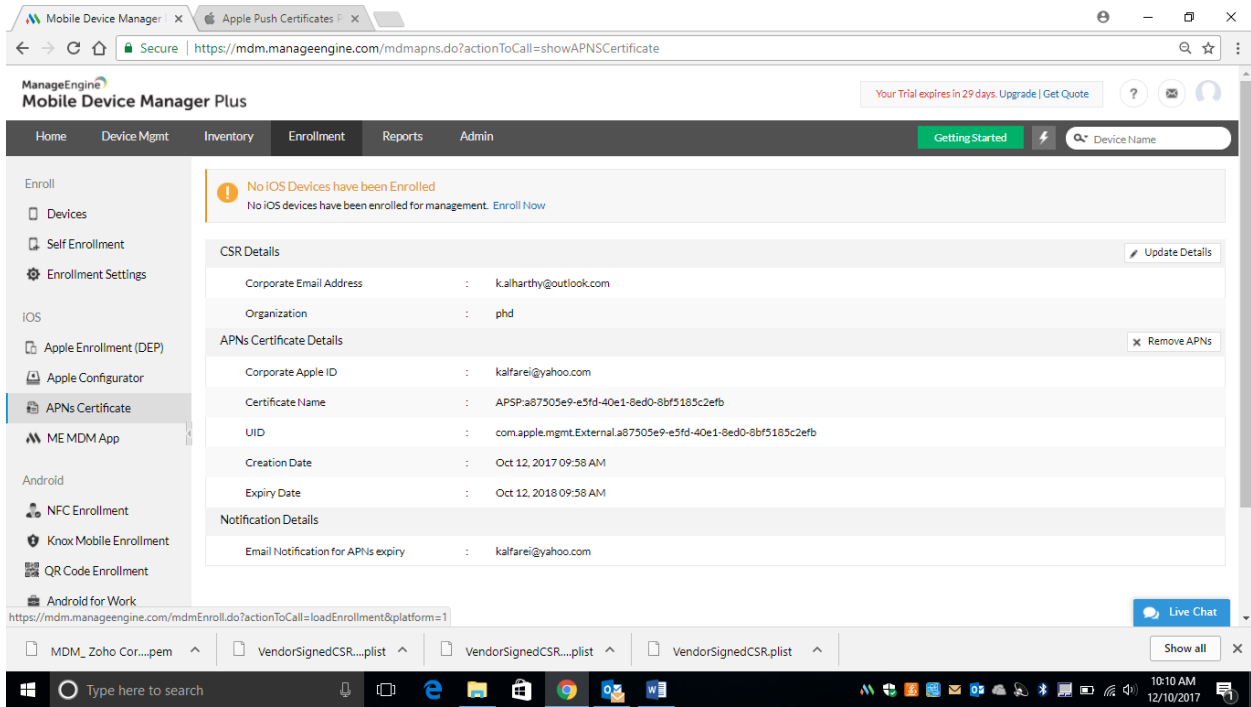 Mobile Device Manager
Apple Push Certificates P
Secure | https://mdm.manageengine.com/mdmapns.do?actionToCall=showAPNSCertificate
ManageEngine
Mobile Device Manager Plus
Your Trial expires in 29 days. Upgrade | Get Quote
?
Home Device Mgmt Inventory Enrollment Reports Admin Getting Started Device Name
Enroll
Devices
Self Enrollment
Enrollment Settings
iOS
Apple Enrollment (DEP)
Apple Configurator
APNs Certificate
ME MDM App
Android
NFC Enrollment
Knox Mobile Enrollment
QR Code Enrollment
Android for Work
No iOS Devices have been Enrolled
No iOS devices have been enrolled for management. Enroll Now
CSR Details Update Details
Corporate Email Address : k.alharthy@outlook.com
Organization : phd
APNs Certificate Details Remove APNs
Corporate Apple ID : kalfarei@yahoo.com
Certificate Name : APSP:a87505e9-e5fd-40e1-8ed0-8bf5185c2efb
UID : com.apple.mgmt.External.a87505e9-e5fd-40e1-8ed0-8bf5185c2efb
Creation Date : Oct 12, 2017 09:58 AM
Expiry Date : Oct 12, 2018 09:58 AM
Notification Details
Email Notification for APNs expiry : kalfarei@yahoo.com
https://mdm.manageengine.com/mdmEnroll.do?actionToCall=loadEnrollment&platform=1
Live Chat
MDM_ Zoho Cor....pem
VendorSignedCSR....plist
VendorSignedCSR....plist
VendorSignedCSR.plist
Show all
Type here to search
10:10 AM
12/10/2017